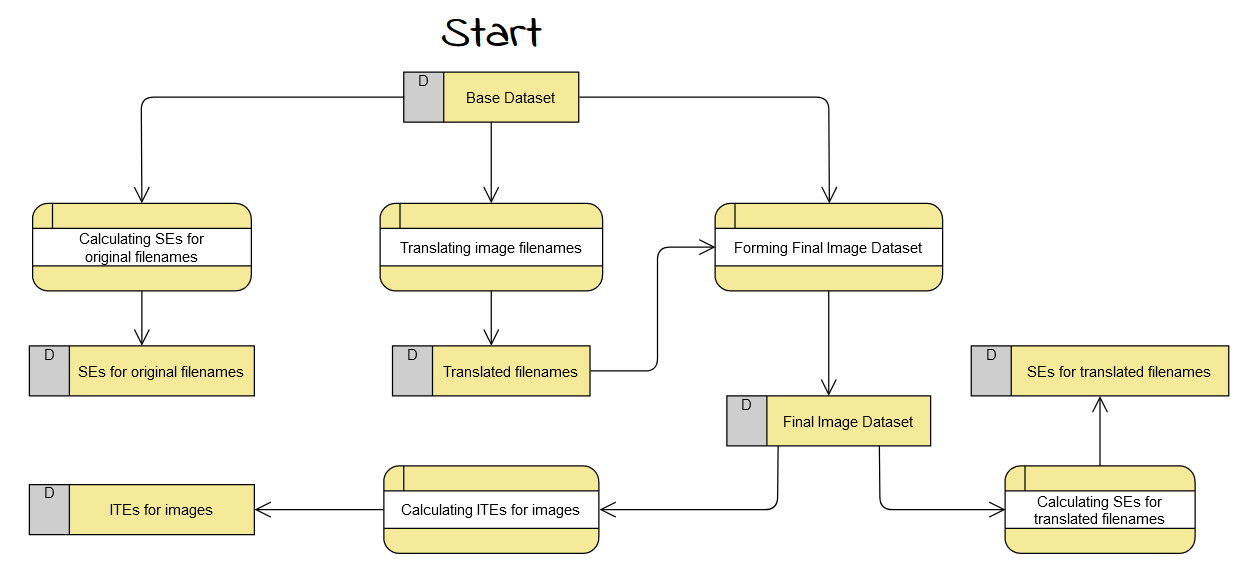 Start
D
Base Dataset
Calculating SEs for
original filenames
Translating image filenames
Forming Final Image Dataset
D
SEs for original filenames
D
Translated filenames
D
SEs for translated filenames
D
Final Image Dataset
D
ITEs for images
Calculating ITEs for images
Calculating SEs for
translated filenames